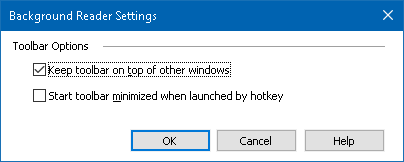 Background Reader Settings
Toolbar Options
Keep toolbar on top of other windows
Start toolbar minimized when launched by hotkey
OK Cancel Help